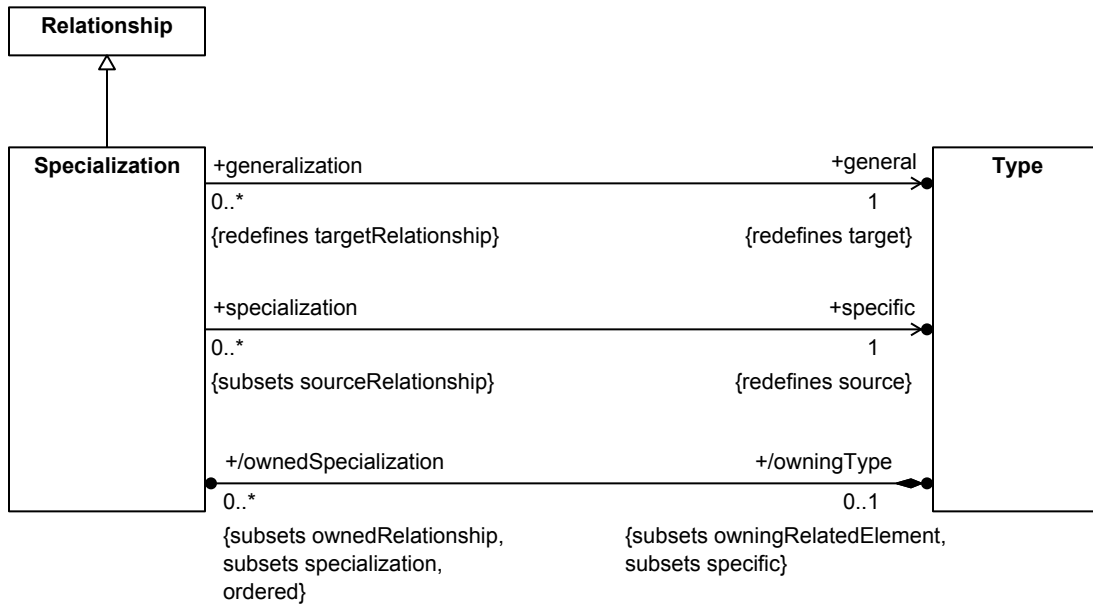 Relationship
Specialization
Type
+generalization
+general
0..*
1
{redefines targetRelationship}
{redefines target}
+specialization
+specific
0..*
1
{subsets sourceRelationship}
{redefines source}
+/ownedSpecialization
+/owningType
0..*
0..1
{subsets ownedRelationship,
subsets specialization,
ordered}
{subsets owningRelatedElement,
subsets specific}